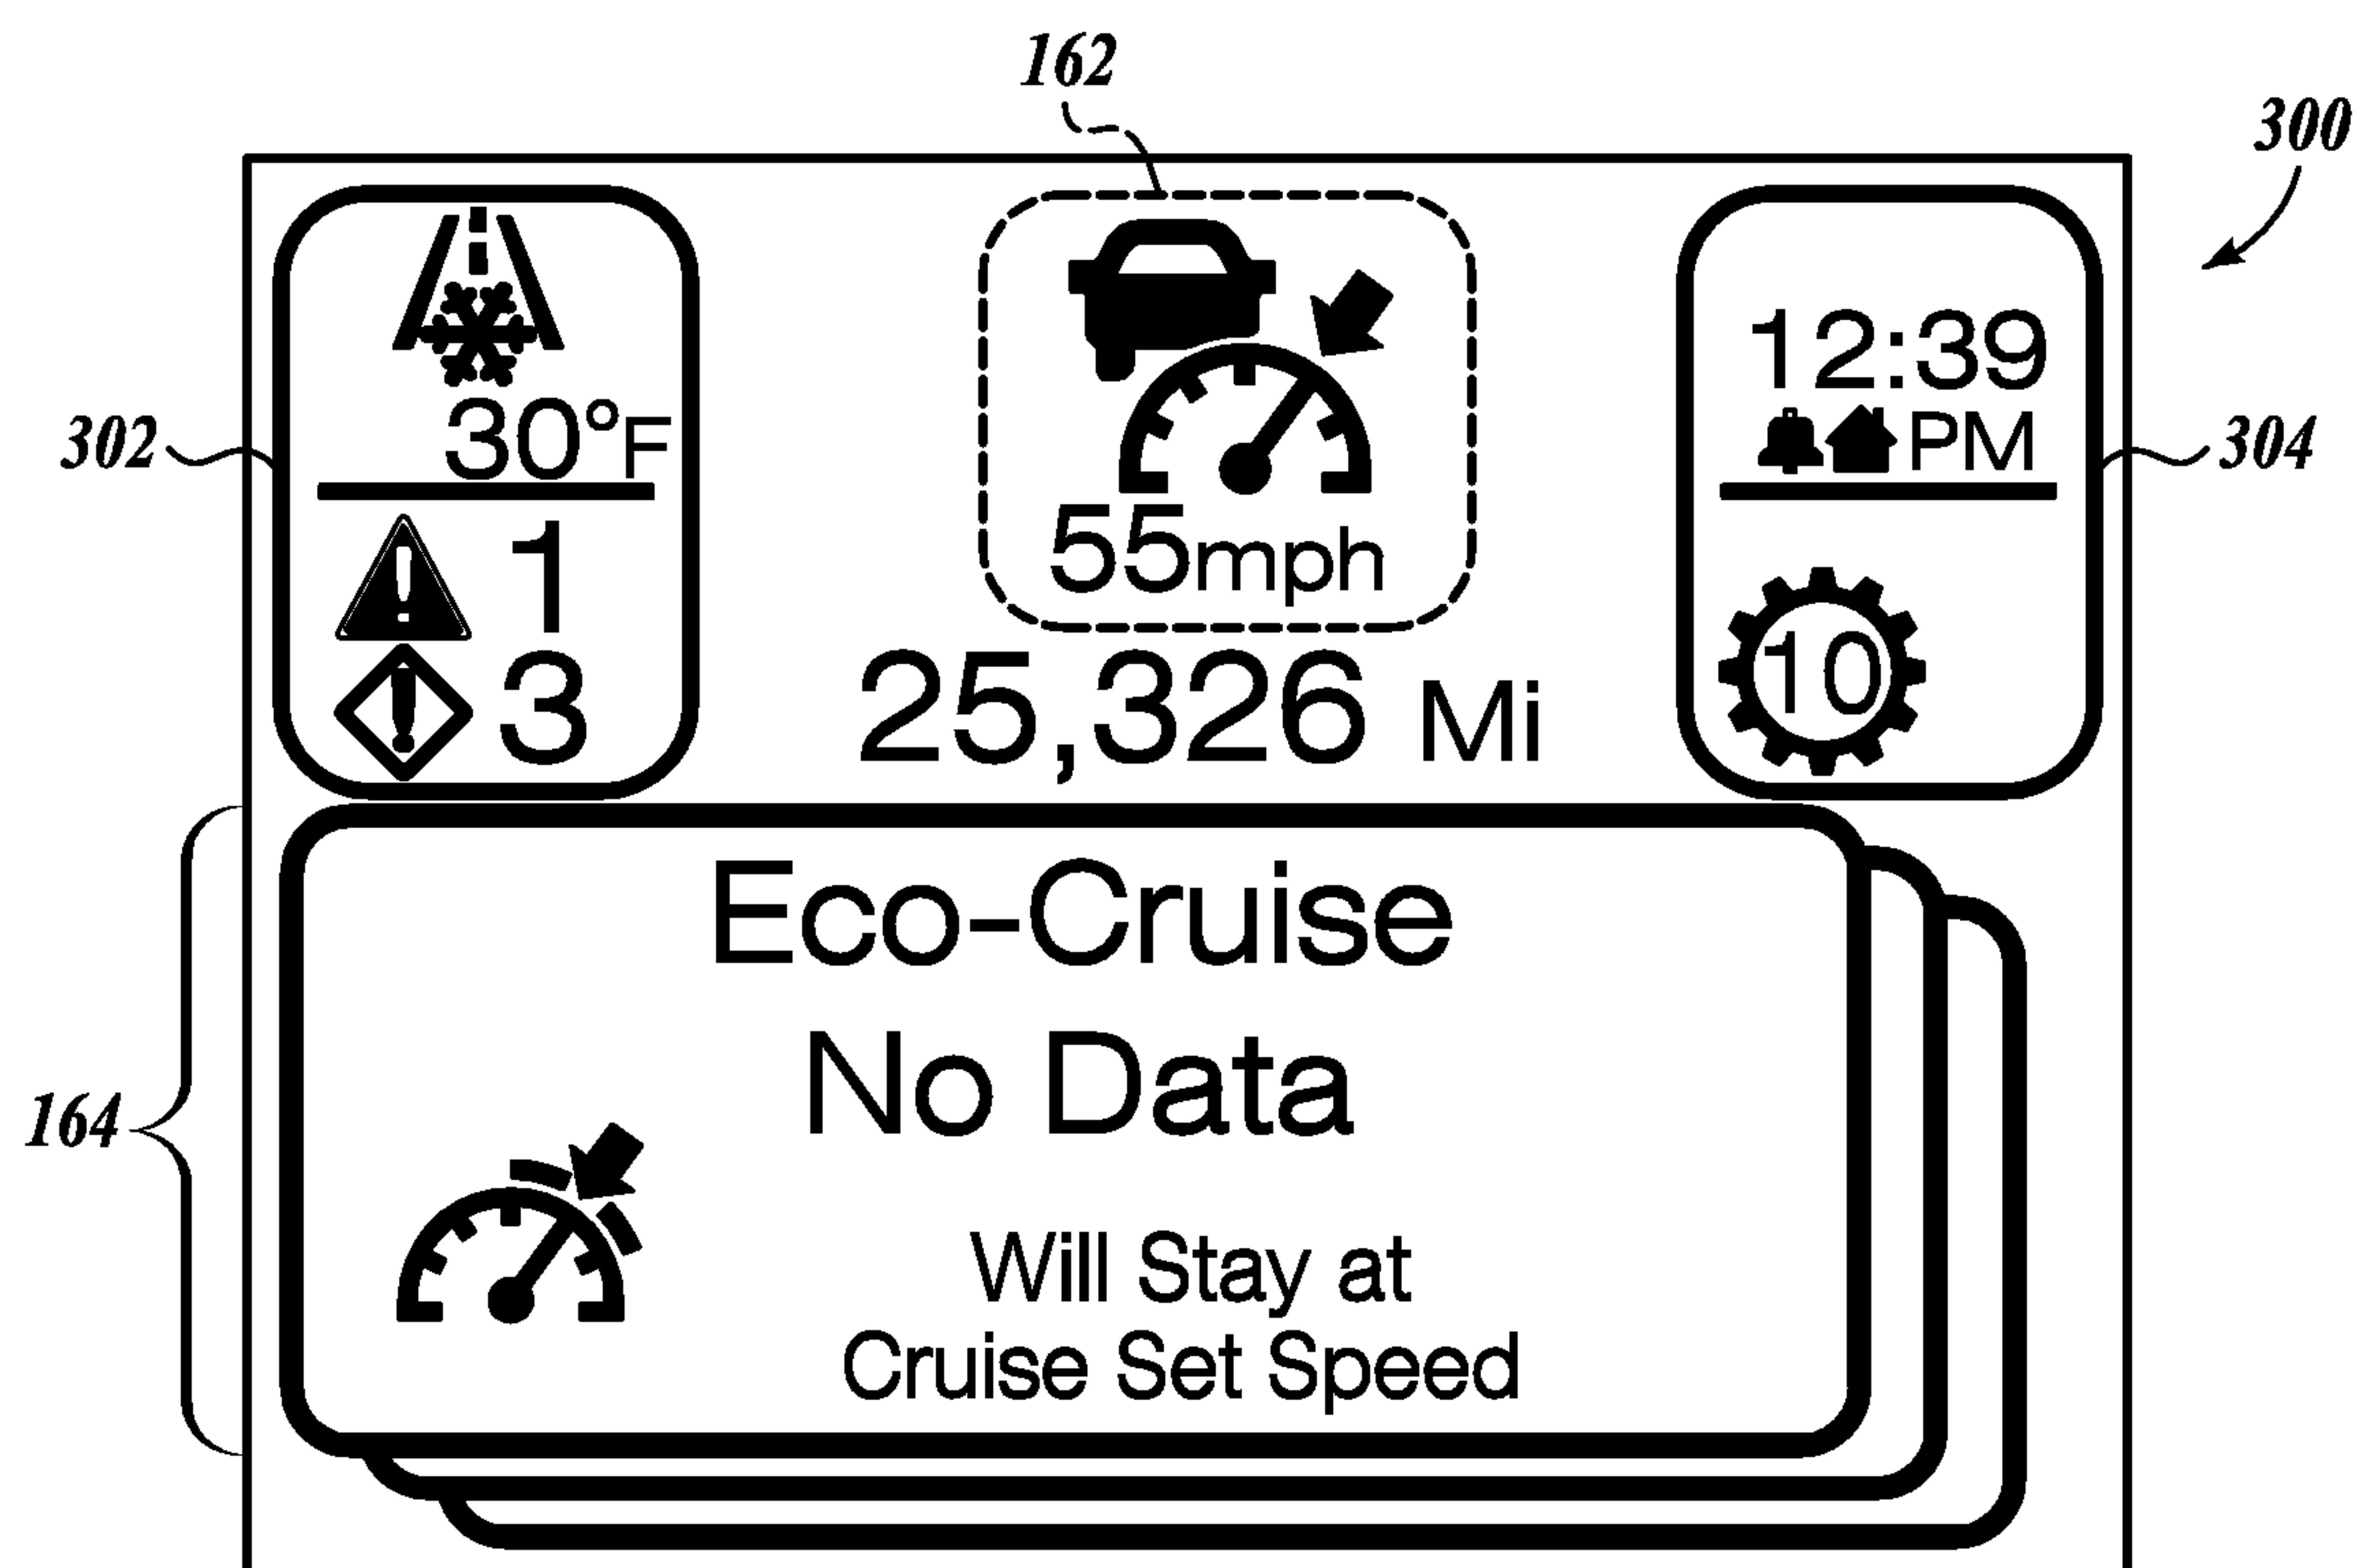 162
300
302
30°F
1
3
55mph
25,326 Mi
12:39
PM
10
304
164
Eco-Cruise
No Data
Will Stay at
Cruise Set Speed